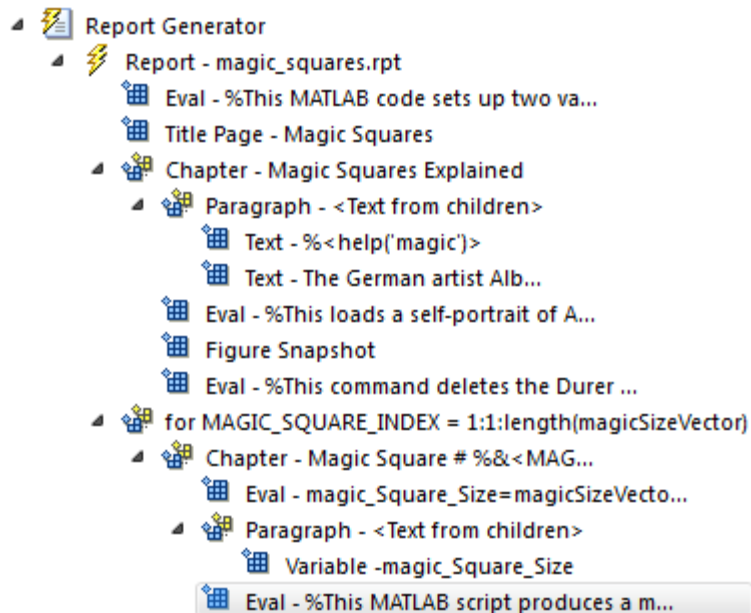 Report Generator
Report - magic_squares.rpt
Eval - %This MATLAB code sets up two va...
Title Page - Magic Squares
Chapter - Magic Squares Explained
Paragraph - <Text from children>
Text - %<help('magic')>
Text - The German artist Alb...
Eval - %This loads a self-portrait of A...
Figure Snapshot
Eval - %This command deletes the Durer ...
for MAGIC_SQUARE_INDEX = 1:1:length(magicSizeVector)
Chapter - Magic Square # %&<MAG...
Eval - magic_Square_Size=magicSizeVecto...
Paragraph - <Text from children>
Variable -magic_Square_Size
Eval - %This MATLAB script produces a m...